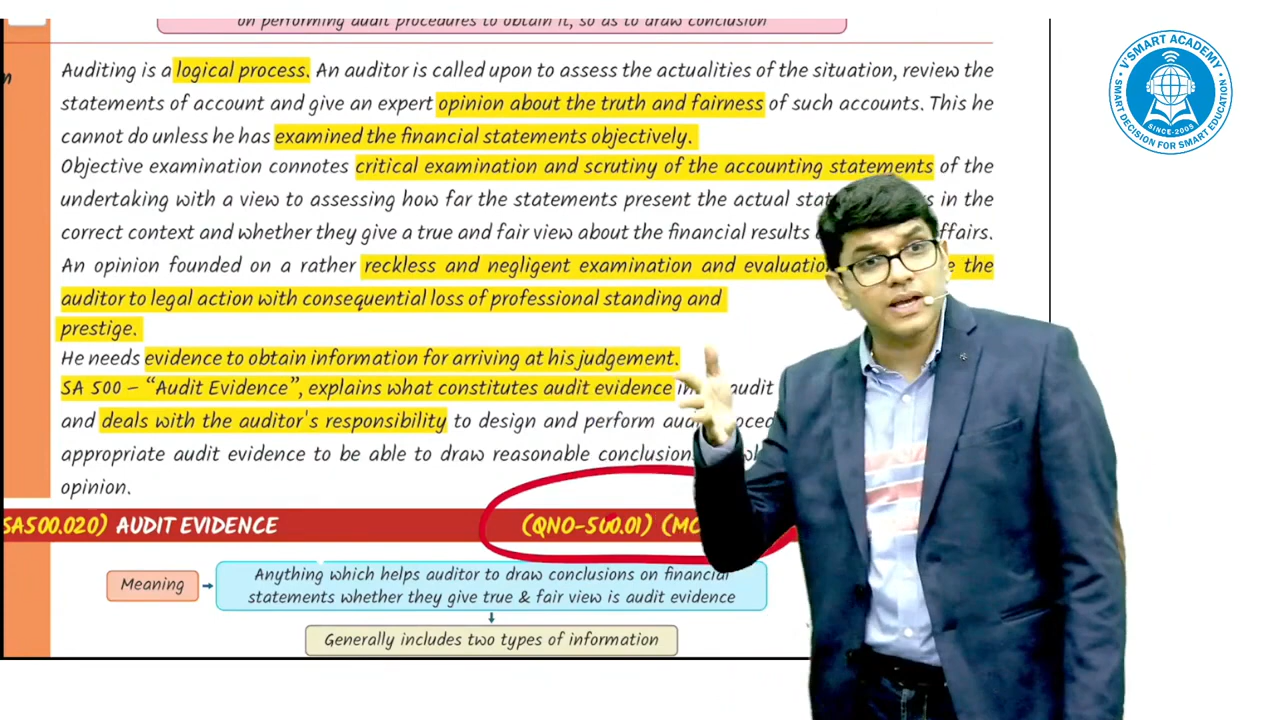 on performing audit procedures to obtain it, so as to draw conclusion
Auditing is a logical process. An auditor is called upon to assess the actualities of the situation, review the
statements of account and give an expert opinion about the truth and fairness of such accounts. This he
cannot do unless he has examined the financial statements objectively.
Objective examination connotes critical examination and scrutiny of the accounting statements of the
undertaking with a view to assessing how far the statements present the actual in the
correct context and whether they give a true and fair view about the financial results
An opinion founded on a rather reckless and negligent examination and the
auditor to legal action with consequential loss of professional standing and
prestige.
He needs evidence to obtain information for arriving at his judgement.
SA 500 – “Audit Evidence”, explains what constitutes audit evidence audit
and deals with the auditor's responsibility to design and perform
appropriate audit evidence to be able to draw reasonable
opinion.
SA500.020) AUDIT EVIDENCE (QNO-500.01)
Meaning
Anything which helps auditor to draw conclusions on financial
statements whether they give true & fair view is audit evidence
Generally includes two types of information
V'SMART ACADEMY
SINCE-2005
SMART DECISION FOR SMART EDUCATION